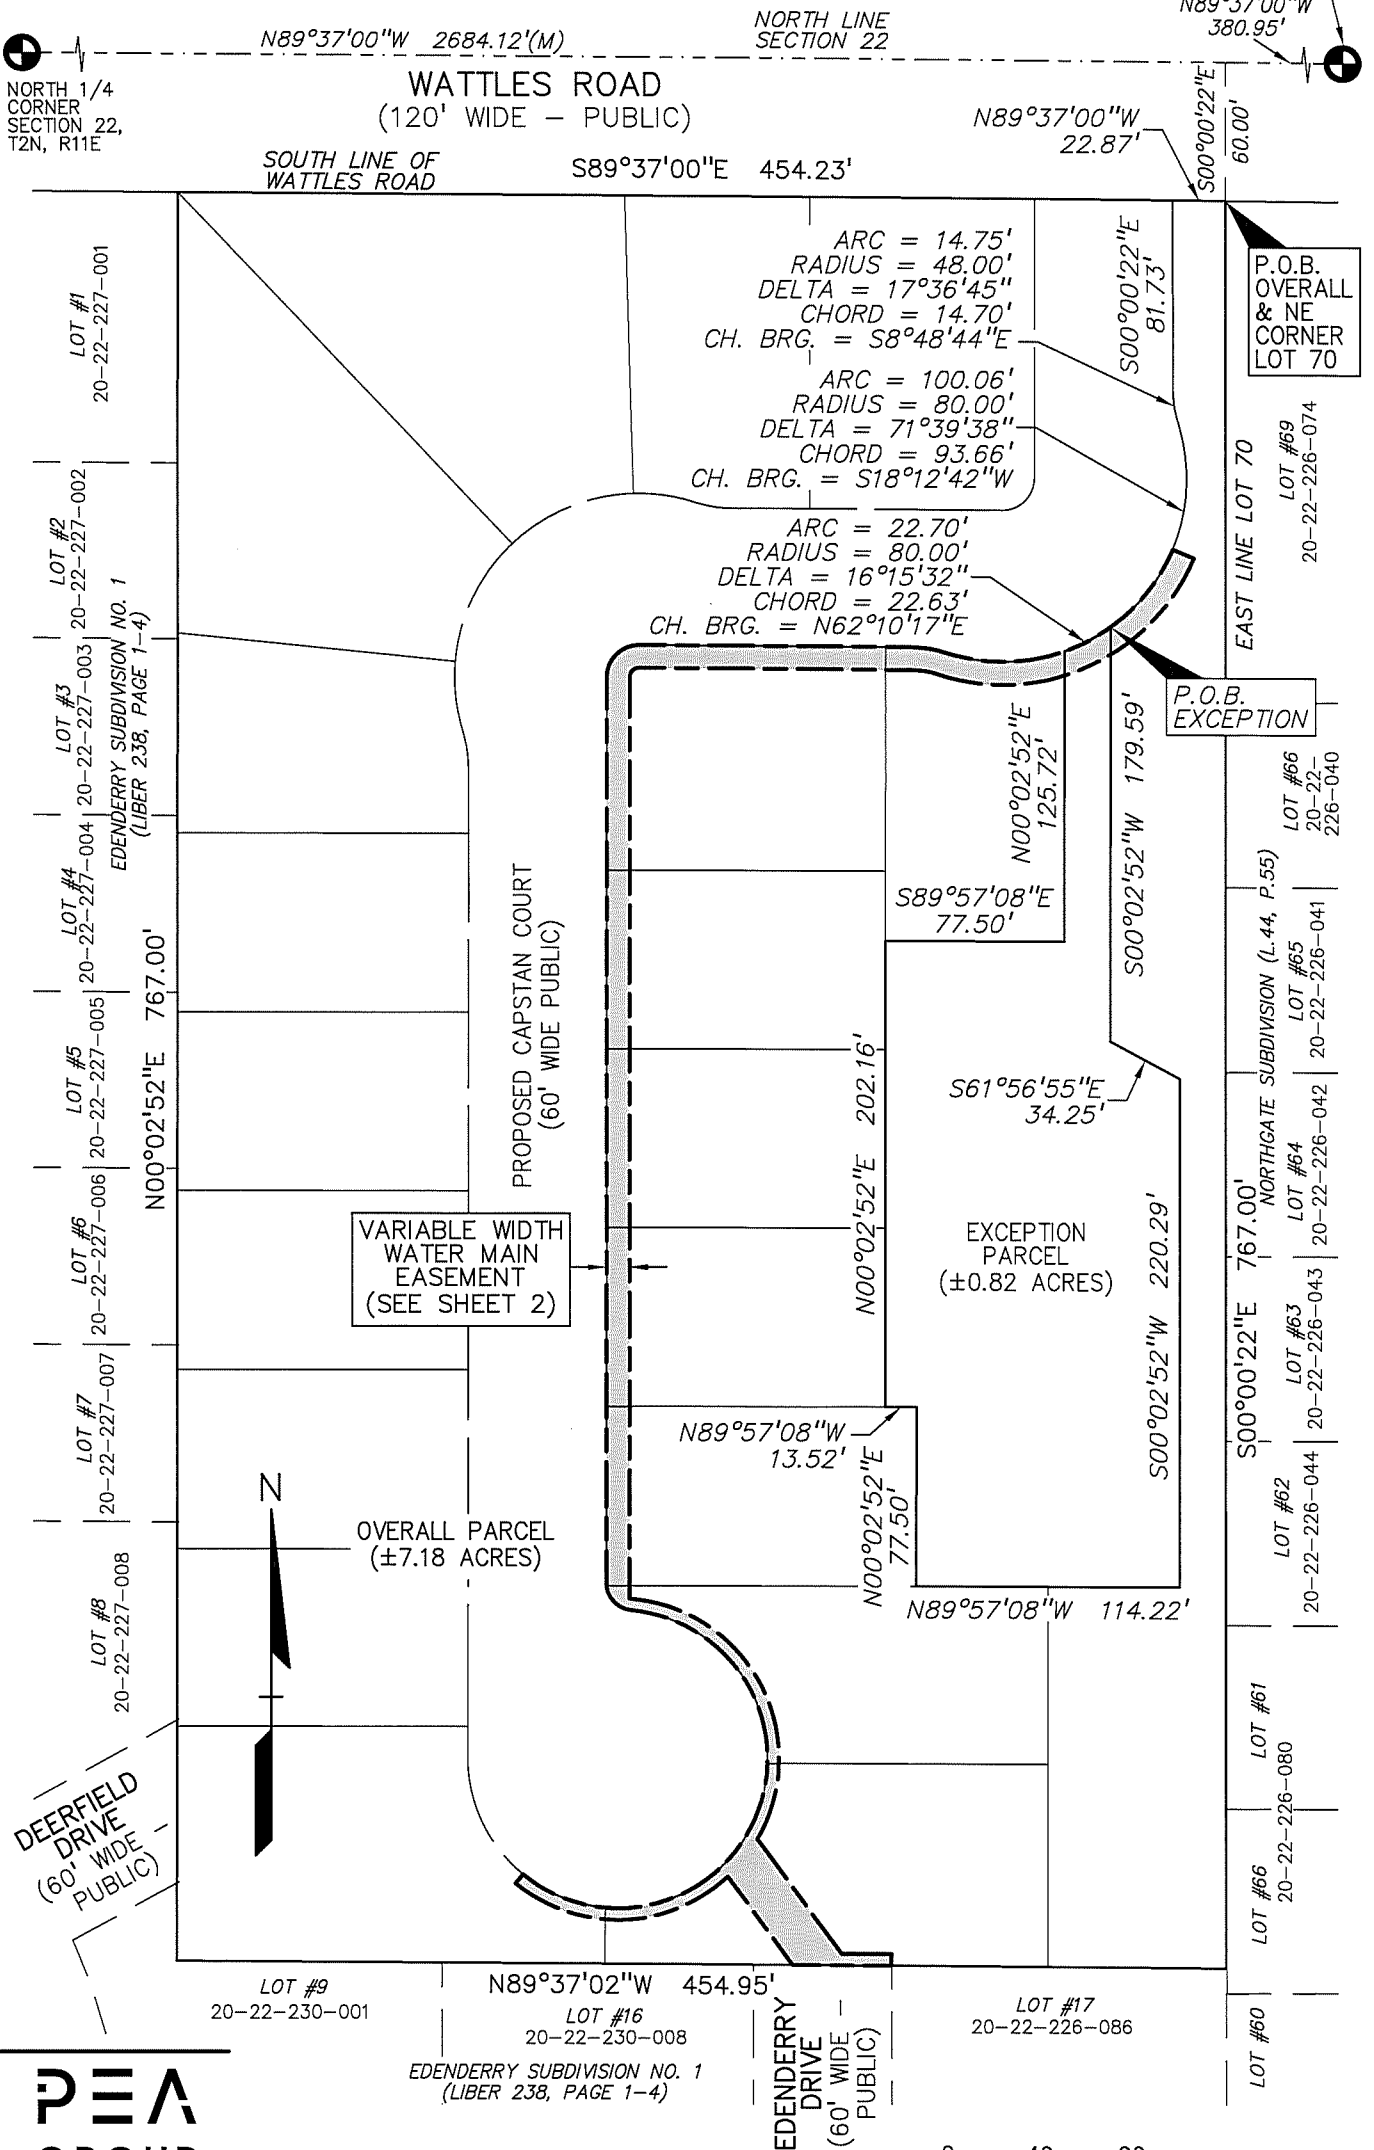 N89°37'00"W
380.95'
NORTH LINE
SECTION 22
N89°37'00"W 2684.12'(M)
NORTH 1/4
CORNER
SECTION 22,
T2N, R11E
WATTLES ROAD
(120' WIDE – PUBLIC)
N89°37'00"W
22.87'
S00°00'22"E
60.00'
SOUTH LINE OF
WATTLES ROAD
S89°37'00"E 454.23'
P.O.B.
OVERALL
& NE
CORNER
LOT 70
ARC = 14.75'
RADIUS = 48.00'
DELTA = 17°36'45"
CHORD = 14.70'
CH. BRG. = S8°48'44"E
S00°00'22"E
81.73'
ARC = 100.06'
RADIUS = 80.00'
DELTA = 71°39'38"
CHORD = 93.66'
CH. BRG. = S18°12'42"W
ARC = 22.70'
RADIUS = 80.00'
DELTA = 16°15'32"
CHORD = 22.63'
CH. BRG. = N62°10'17"E
P.O.B.
EXCEPTION
LOT #1
20-22-227-001
LOT #2
20-22-227-002
LOT #3
20-22-227-003
LOT #4
20-22-227-004
LOT #5
20-22-227-005
LOT #6
20-22-227-006
LOT #7
20-22-227-007
LOT #8
20-22-227-008
EDENDERRY SUBDIVISION NO. 1
(LIBER 238, PAGE 1-4)
N00°02'52"E 767.00'
PROPOSED CAPSTAN COURT
(60' WIDE PUBLIC)
VARIABLE WIDTH
WATER MAIN
EASEMENT
(SEE SHEET 2)
N00°02'52"E
125.72'
S00°02'52"W 179.59'
S89°57'08"E
77.50'
N00°02'52"E 202.16'
S61°56'55"E
34.25'
EXCEPTION
PARCEL
(±0.82 ACRES)
S00°02'52"W 220.29'
N89°57'08"W
13.52'
N00°02'52"E
77.50'
N89°57'08"W 114.22'
N
OVERALL PARCEL
(±7.18 ACRES)
EAST LINE LOT 70
S00°00'22"E 767.00'
NORTHGATE SUBDIVISION (L.44, P.55)
LOT #69
20-22-226-074
LOT #66
20-22-
226-040
LOT #65
20-22-226-041
LOT #64
20-22-226-042
LOT #63
20-22-226-043
LOT #62
20-22-226-044
LOT #61
20-22-226-080
LOT #66
LOT #60
DEERFIELD
DRIVE
(60' WIDE –
PUBLIC)
N89°37'02"W 454.95'
LOT #9
20-22-230-001
LOT #16
20-22-230-008
EDENDERRY
DRIVE
(60' WIDE –
PUBLIC)
LOT #17
20-22-226-086
EDENDERRY SUBDIVISION NO. 1
(LIBER 238, PAGE 1-4)
PEA